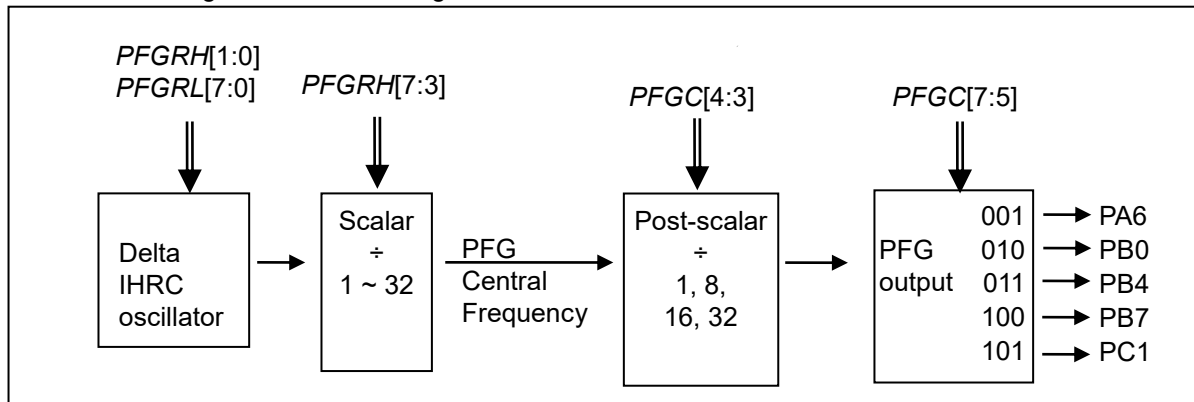 PFGRH[1:0]
PFGRL[7:0]
PFGRH[7:3]
PFGC[4:3]
PFGC[7:5]
Delta
IHRC
oscillator
Scalar
÷
1 ~ 32
PFG
Central
Frequency
Post-scalar
÷
1, 8,
16, 32
PFG
output
001
010
011
100
101
PA6
PB0
PB4
PB7
PC1